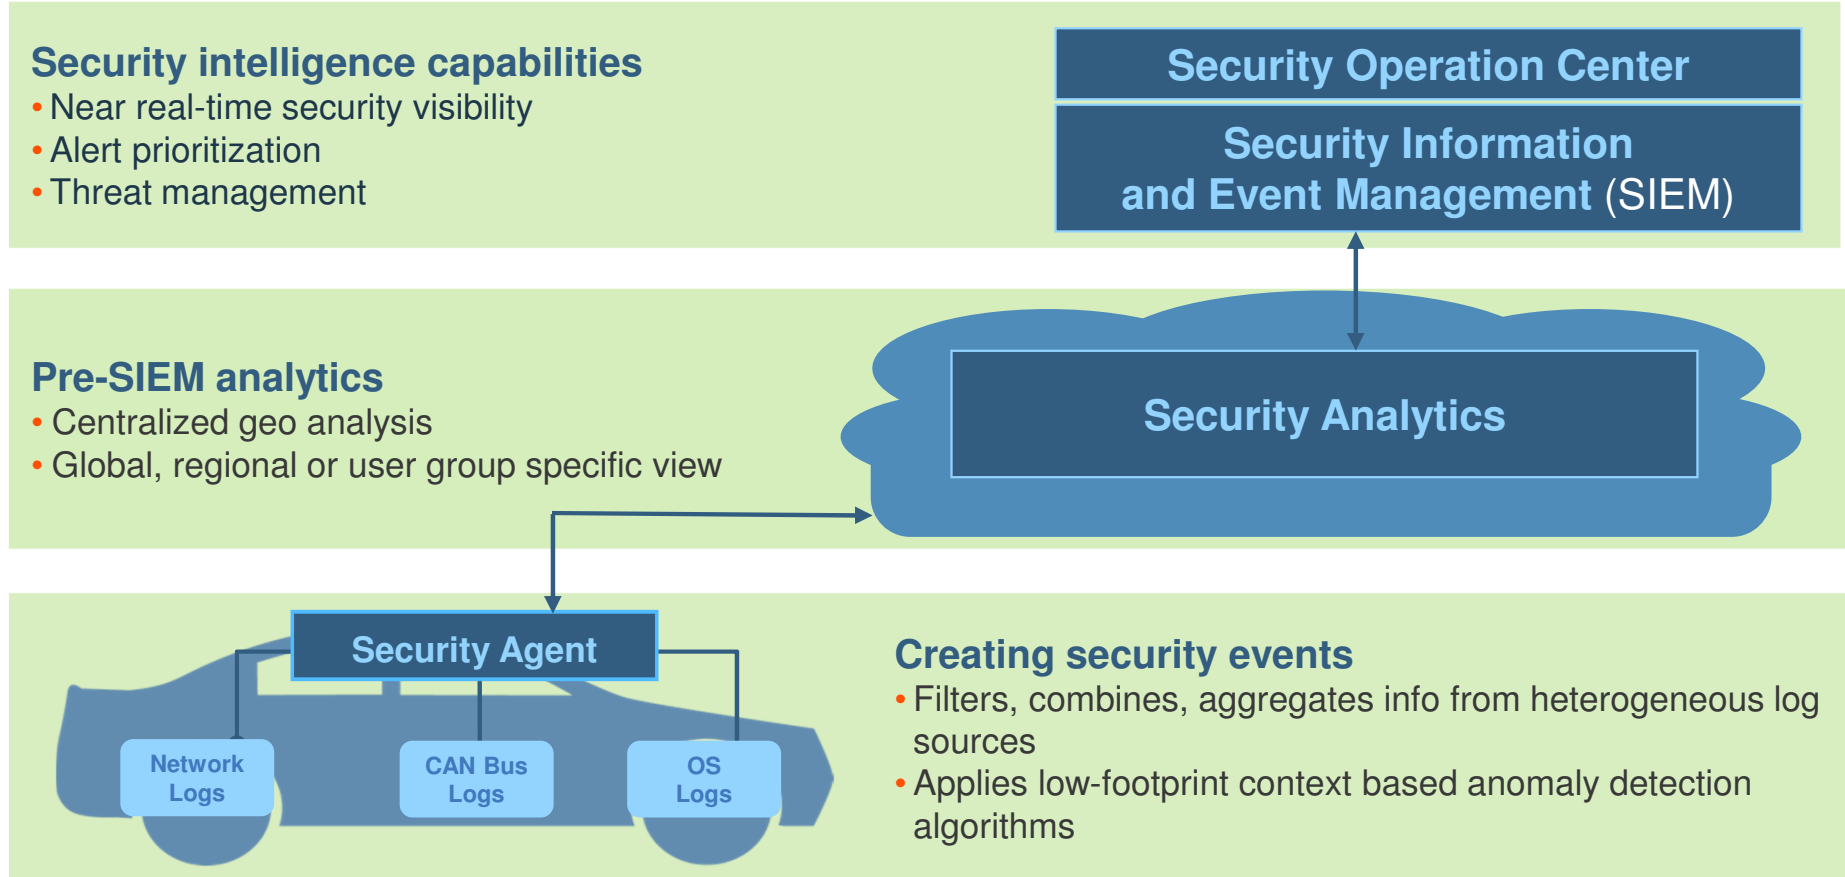 Security intelligence capabilities
• Near real-time security visibility
• Alert prioritization
• Threat management
Security Operation Center
Security Information
and Event Management (SIEM)
Pre-SIEM analytics
• Centralized geo analysis
• Global, regional or user group specific view
Security Analytics
Security Agent
Network
Logs
CAN Bus
Logs
OS
Logs
Creating security events
• Filters, combines, aggregates info from heterogeneous log
sources
• Applies low-footprint context based anomaly detection
algorithms